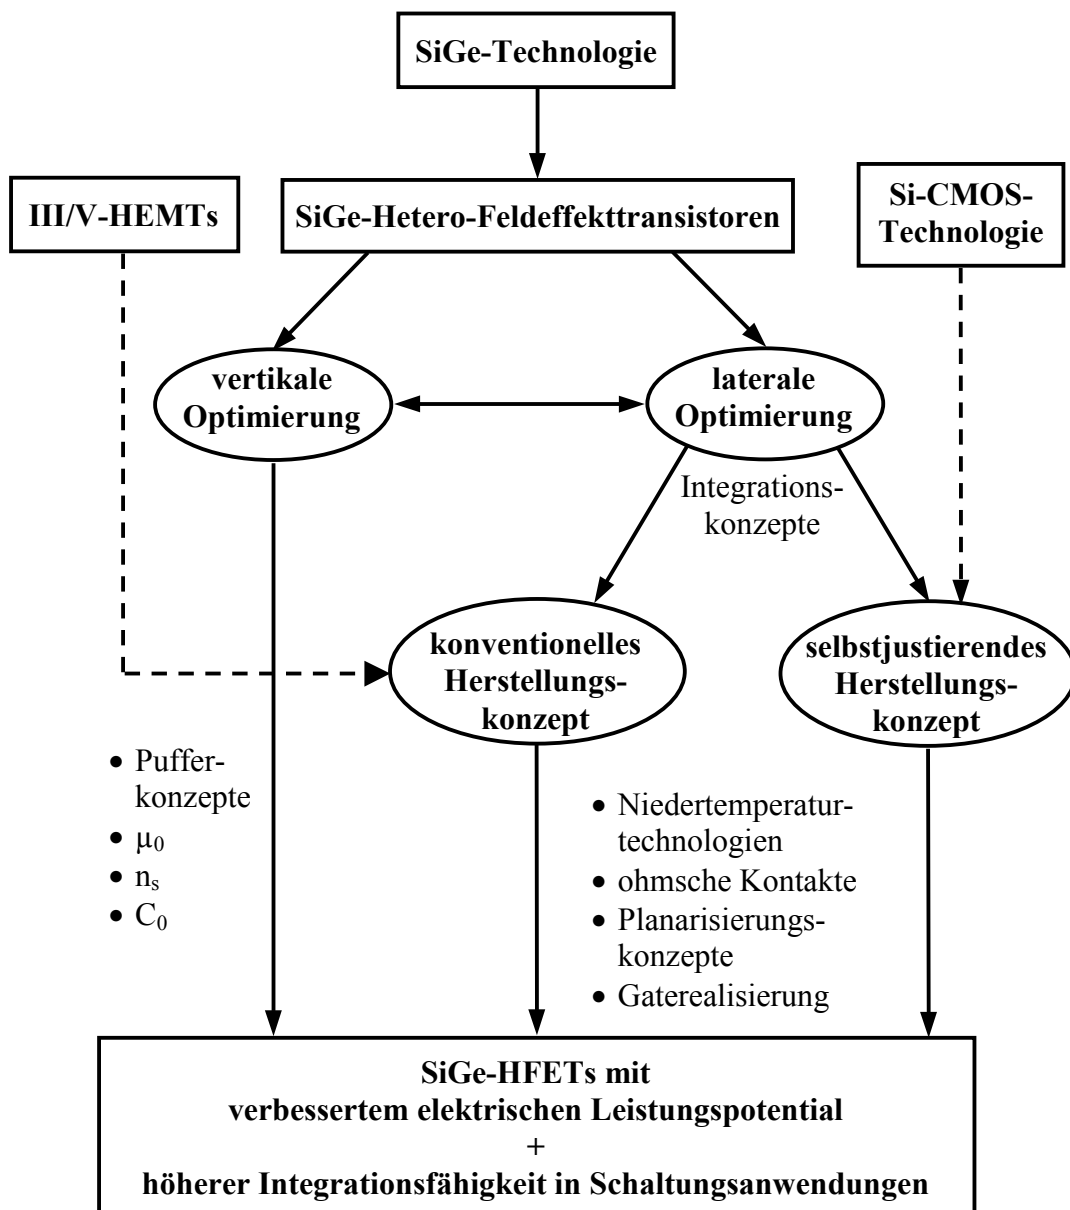 SiGe-Technologie
III/V-HEMTs
SiGe-Hetero-Feldeffekttransistoren
Si-CMOS-
Technologie
vertikale
Optimierung
laterale
Optimierung
Integrations-
konzepte
konventionelles
Herstellungs-
konzept
selbstjustierendes
Herstellungs-
konzept
• Puffer-
konzepte
• µ₀
• nₛ
• C₀
• Niedertemperatur-
technologien
• ohmsche Kontakte
• Planarisierungs-
konzepte
• Gaterealisierung
SiGe-HFETs mit
verbessertem elektrischen Leistungspotential
+
höherer Integrationsfähigkeit in Schaltungsanwendungen